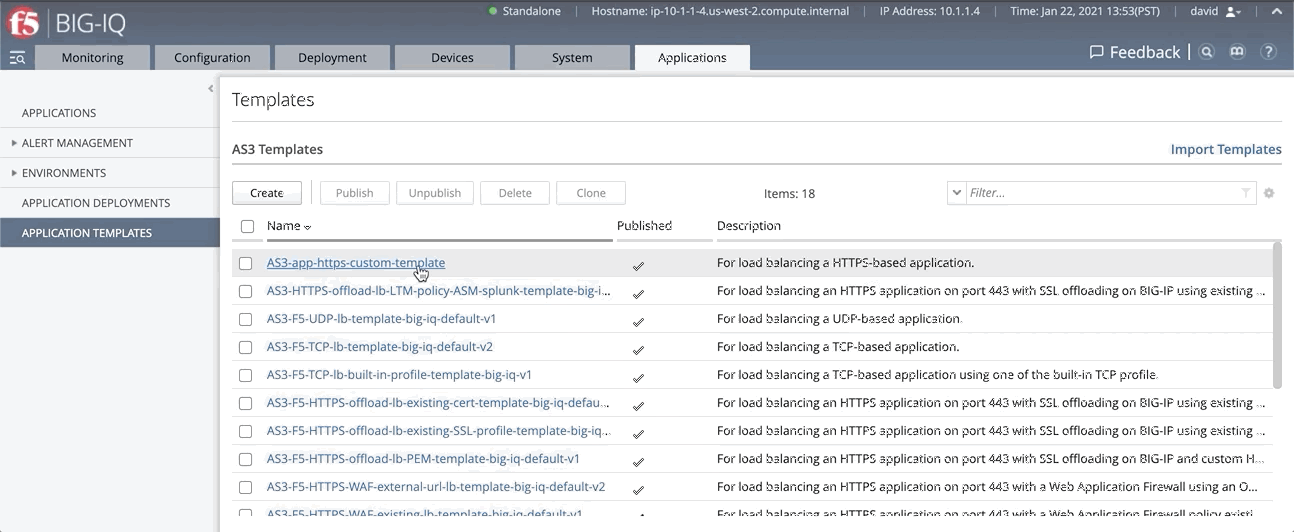 f5 BIG-IQ
Standalone Hostname: ip-10-1-1-4.us-west-2.compute.internal IP Address: 10.1.1.4 Time: Jan 22, 2021 13:53(PST) david
Monitoring Configuration Deployment Devices System Applications Feedback
APPLICATIONS
ALERT MANAGEMENT
ENVIRONMENTS
APPLICATION DEPLOYMENTS
APPLICATION TEMPLATES
Templates
AS3 Templates Import Templates
Create Publish Unpublish Delete Clone Items: 18 Filter...
Name Published Description
AS3-app-https-custom-template For load balancing a HTTPS-based application.
AS3-HTTPS-offload-lb-LTM-policy-ASM-splunk-template-big-i... For load balancing an HTTPS application on port 443 with SSL offloading on BIG-IP using existing ...
AS3-F5-UDP-lb-template-big-iq-default-v1 For load balancing a UDP-based application.
AS3-F5-TCP-lb-template-big-iq-default-v2 For load balancing a TCP-based application.
AS3-F5-TCP-lb-built-in-profile-template-big-iq-v1 For load balancing a TCP-based application using one of the built-in TCP profile.
AS3-F5-HTTPS-offload-lb-existing-cert-template-big-iq-defau... For load balancing an HTTPS application on port 443 with SSL offloading on BIG-IP using existing ...
AS3-F5-HTTPS-offload-lb-existing-SSL-profile-template-big-iq... For load balancing an HTTPS application on port 443 with SSL offloading on BIG-IP using existing ...
AS3-F5-HTTPS-offload-lb-PEM-template-big-iq-default-v1 For load balancing an HTTPS application on port 443 with SSL offloading on BIG-IP and custom H...
AS3-F5-HTTPS-WAF-external-url-lb-template-big-iq-default-v2 For load balancing an HTTPS application on port 443 with a Web Application Firewall using an O...
AS3-F5-HTTPS-WAF-existing-lb-template-big-iq-default-v1 For load balancing an HTTPS application on port 443 with a Web Application Firewall policy existi...